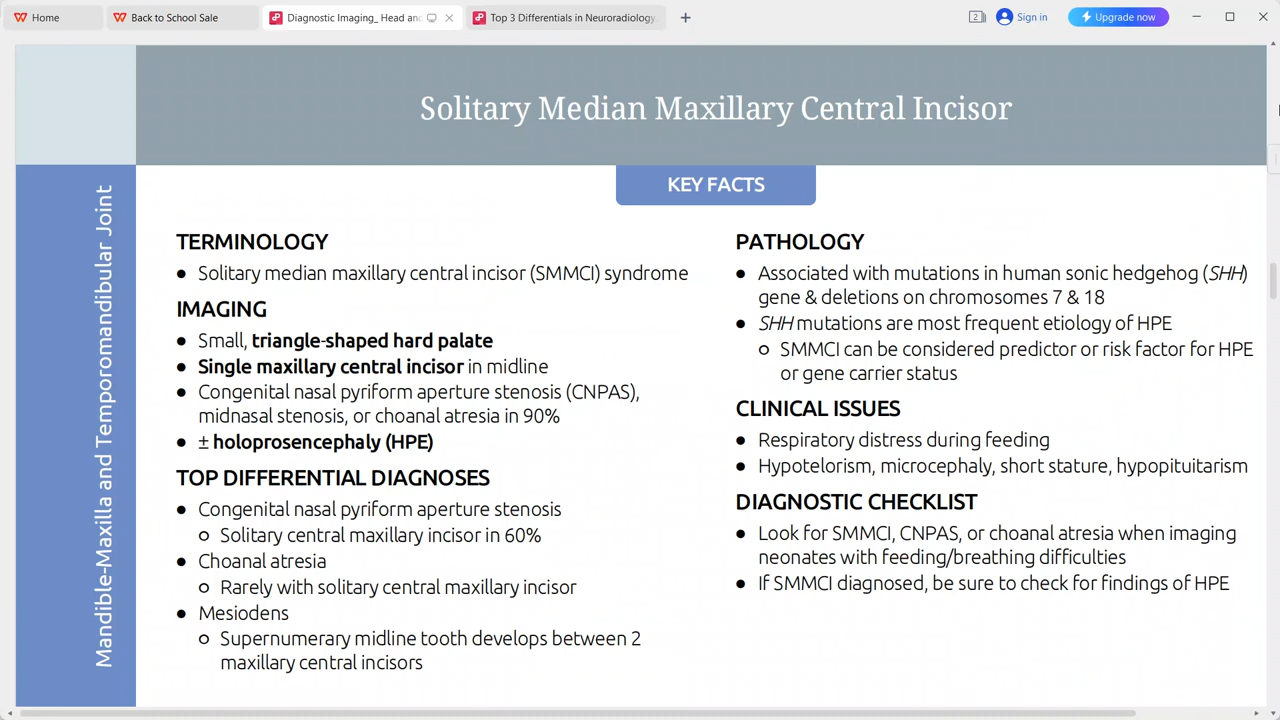 Home
Back to School Sale
Diagnostic Imaging_ Head and
Top 3 Differentials in Neuroradiology
2
Sign in
Upgrade now
Solitary Median Maxillary Central Incisor
Mandible-Maxilla and Temporomandibular Joint
KEY FACTS
TERMINOLOGY
● Solitary median maxillary central incisor (SMMCI) syndrome
IMAGING
● Small, triangle-shaped hard palate
● Single maxillary central incisor in midline
● Congenital nasal pyriform aperture stenosis (CNPAS),
midnasal stenosis, or choanal atresia in 90%
● ± holoprosencephaly (HPE)
TOP DIFFERENTIAL DIAGNOSES
● Congenital nasal pyriform aperture stenosis
○ Solitary central maxillary incisor in 60%
● Choanal atresia
○ Rarely with solitary central maxillary incisor
● Mesiodens
○ Supernumerary midline tooth develops between 2
maxillary central incisors
PATHOLOGY
● Associated with mutations in human sonic hedgehog (SHH)
gene & deletions on chromosomes 7 & 18
● SHH mutations are most frequent etiology of HPE
○ SMMCI can be considered predictor or risk factor for HPE
or gene carrier status
CLINICAL ISSUES
● Respiratory distress during feeding
● Hypotelorism, microcephaly, short stature, hypopituitarism
DIAGNOSTIC CHECKLIST
● Look for SMMCI, CNPAS, or choanal atresia when imaging
neonates with feeding/breathing difficulties
● If SMMCI diagnosed, be sure to check for findings of HPE